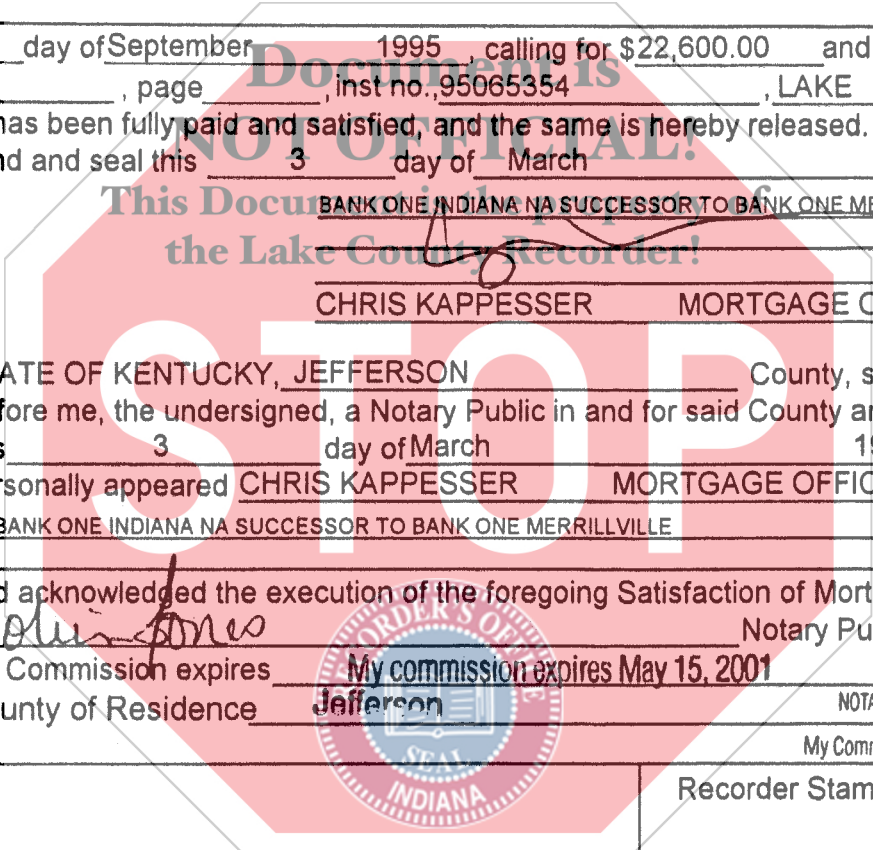 day of September 1995 , calling for $22,600.00 and
, page , inst no., 95065354 , LAKE
has been fully paid and satisfied, and the same is hereby released.
nd and seal this 3 day of March
BANK ONE INDIANA NA SUCCESSOR TO BANK ONE ME
CHRIS KAPPESSER MORTGAGE O
ATE OF KENTUCKY, JEFFERSON County, s
fore me, the undersigned, a Notary Public in and for said County a
s 3 day of March 19
rsonally appeared CHRIS KAPPESSER MORTGAGE OFFIC
BANK ONE INDIANA NA SUCCESSOR TO BANK ONE MERRILLVILLE
d acknowledged the execution of the foregoing Satisfaction of Mort
Jones
Notary Pu
Commission expires My commission expires May 15, 2001
unty of Residence Jefferson NOTA
My Comm
Recorder Stam
Document is
NOT OFFICIAL!
This Document is the property of
the Lake County Recorder!
STOP
RECORDER'S OFFICE
SEAL
INDIANA